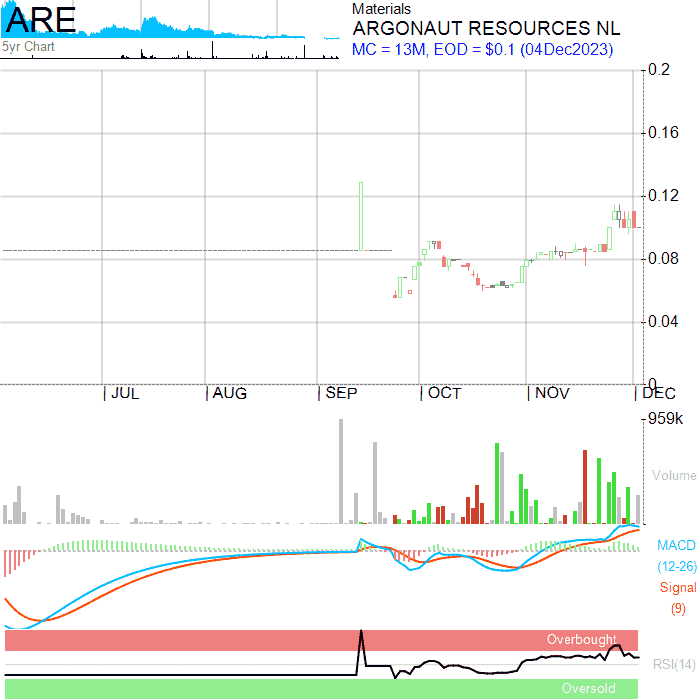 ARE
5yr Chart
Materials
ARGONAUT RESOURCES NL
MC = 13M, EOD = $0.1 (04Dec2023)
0.2
0.16
0.12
0.08
0.04
0
JUL
AUG
SEP
OCT
NOV
DEC
959k
Volume
MACD
(12-26)
Signal
(9)
Overbought
RSI(14)
Oversold